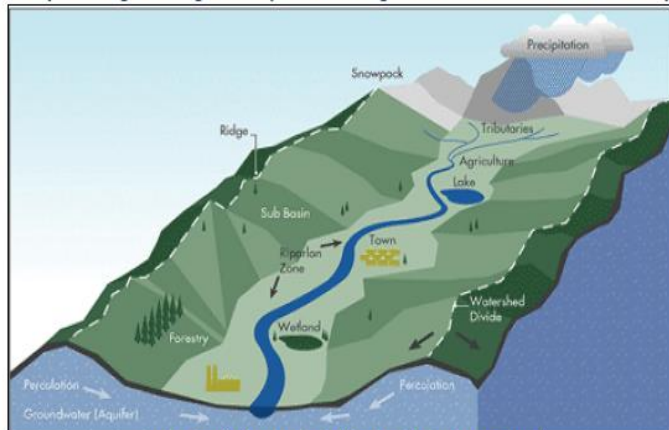 Precipitation
Snowpack
Tributaries
Ridge
Agriculture
Lake
Sub Basin
Riparian
Zone
Town
Watershed
Divide
Wetland
Forestry
Percolation
Percolation
Groundwater (Aquifer)